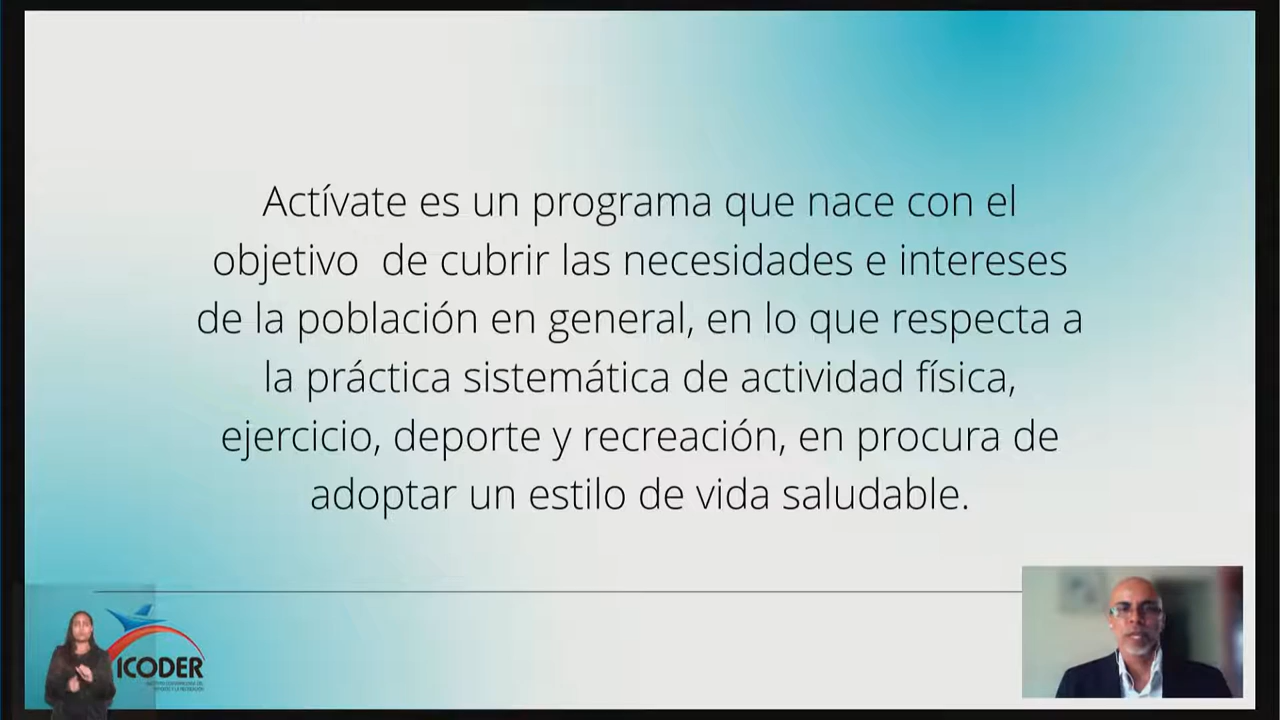 Actívate es un programa que nace con el
objetivo de cubrir las necesidades e intereses
de la población en general, en lo que respecta a
la práctica sistemática de actividad física,
ejercicio, deporte y recreación, en procura de
adoptar un estilo de vida saludable.
ICODER